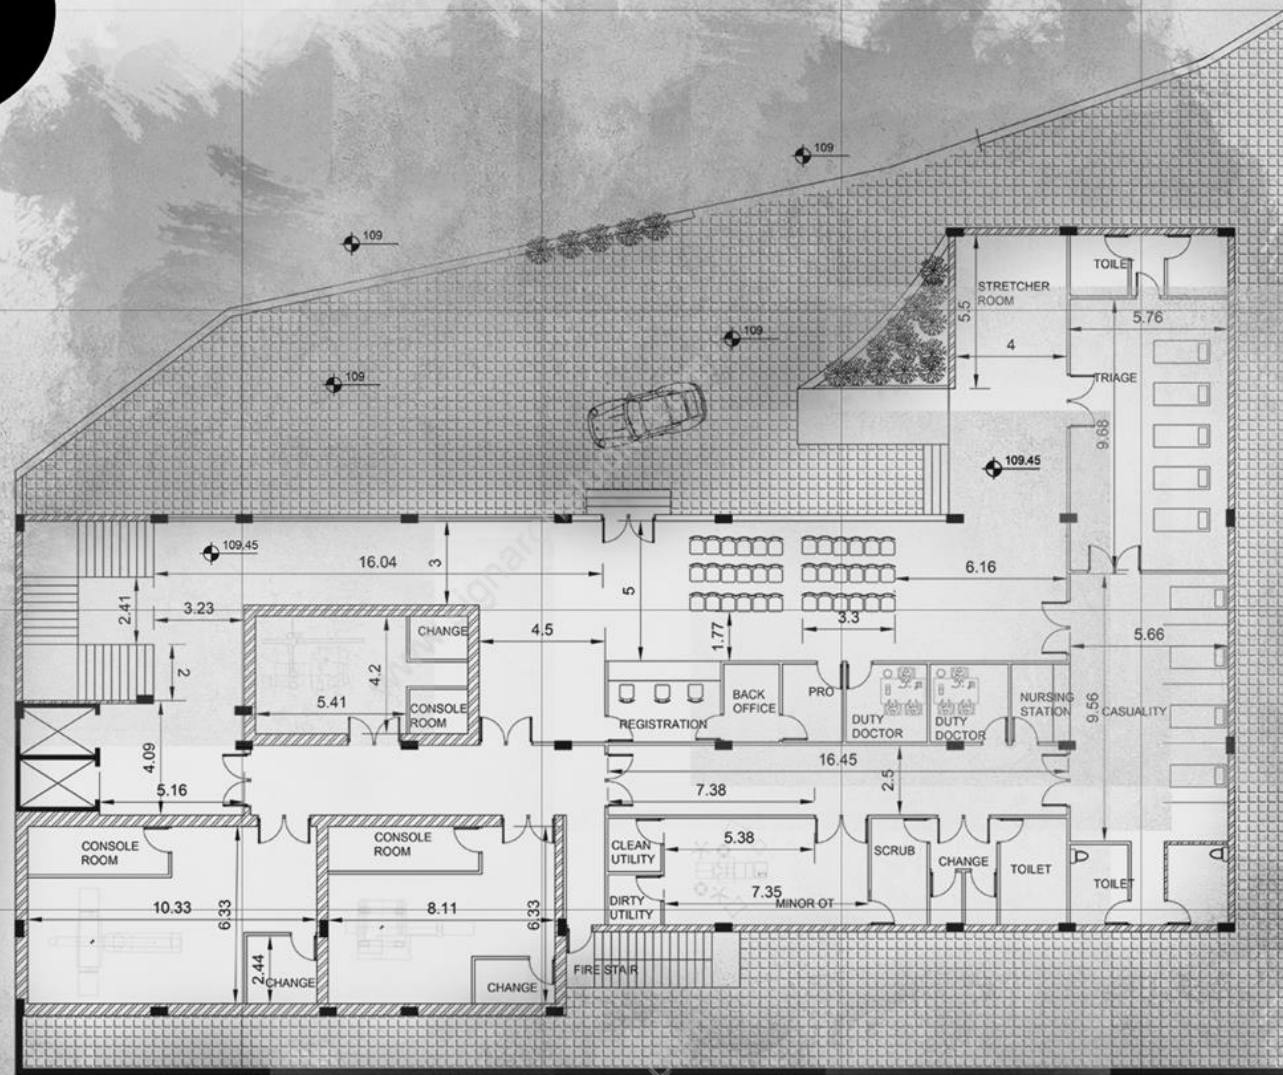 109
109
109
109
STRETCHER
ROOM
TOILET
5.5
4
5.76
TRIAGE
9.68
109.45
109.45
16.04
3
5
6.16
2.41
3.23
2
CHANGE
4.5
1.77
3.3
5.66
4.2
5.41
CONSOLE
ROOM
REGISTRATION
BACK
OFFICE
PRO
DUTY
DOCTOR
DUTY
DOCTOR
NURSING
STATION
9.56
CASUALITY
4.09
5.16
16.45
2.5
7.38
CONSOLE
ROOM
CONSOLE
ROOM
CLEAN
UTILITY
5.38
SCRUB
CHANGE
TOILET
TOILET
10.33
6.33
8.11
6.33
DIRTY
UTILITY
7.35
MINOR OT
2.44
CHANGE
CHANGE
FIRE STAIR